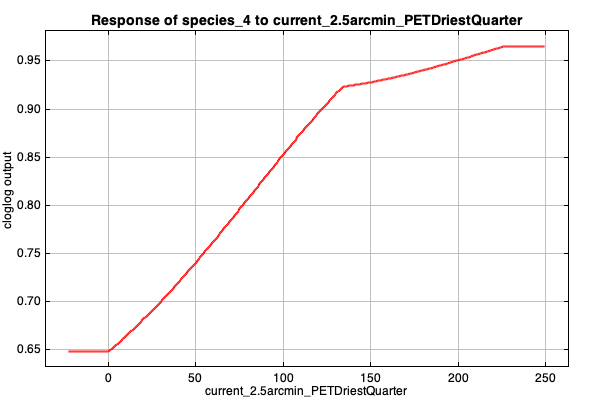 Response of species_4 to current_2.5arcmin_PETDriestQuarter
cloglog output
0.95
0.90
0.85
0.80
0.75
0.70
0.65
0 50 100 150 200 250
current_2.5arcmin_PETDriestQuarter